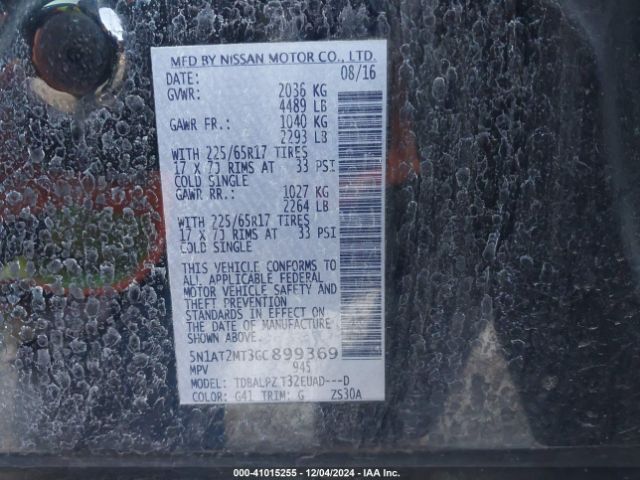 MFD BY NISSAN MOTOR CO., LTD.
DATE: 08/16
GVWR: 2036 KG
4489 LB
GAWR FR.: 1040 KG
2293 LB
WITH 225/65R17 TIRES
17 X 7J RIMS AT 33 PSI
COLD SINGLE
GAWR RR.: 1027 KG
2264 LB
WITH 225/65R17 TIRES
17 X 7J RIMS AT 33 PSI
COLD SINGLE
THIS VEHICLE CONFORMS TO
ALL APPLICABLE FEDERAL
MOTOR VEHICLE SAFETY AND
THEFT PREVENTION
STANDARDS IN EFFECT ON
THE DATE OF MANUFACTURE
SHOWN ABOVE.
5N1AT2MT3GC899369
MPV 945
MODEL: TDBALPZ T32EUAD---D
COLOR: G41 TRIM: G ZS30A
000-41015255 - 12/04/2024 - IAA Inc.